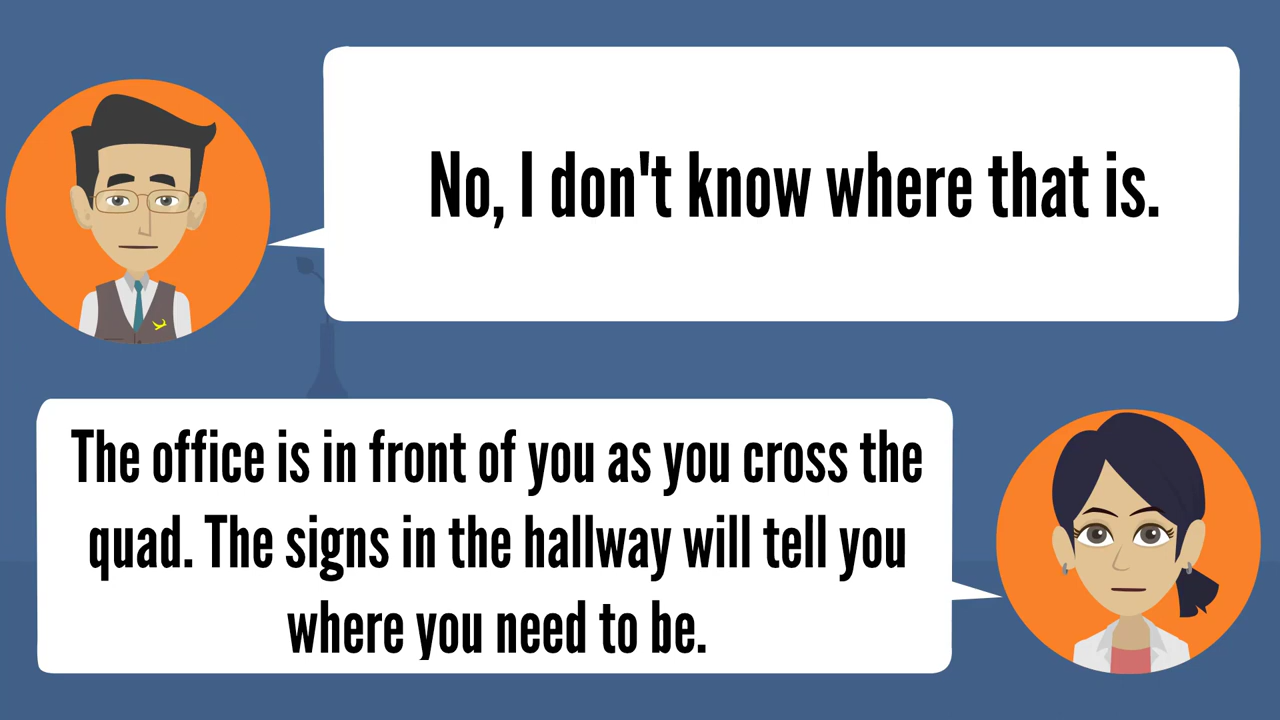 No, I don't know where that is.
The office is in front of you as you cross the
quad. The signs in the hallway will tell you
where you need to be.